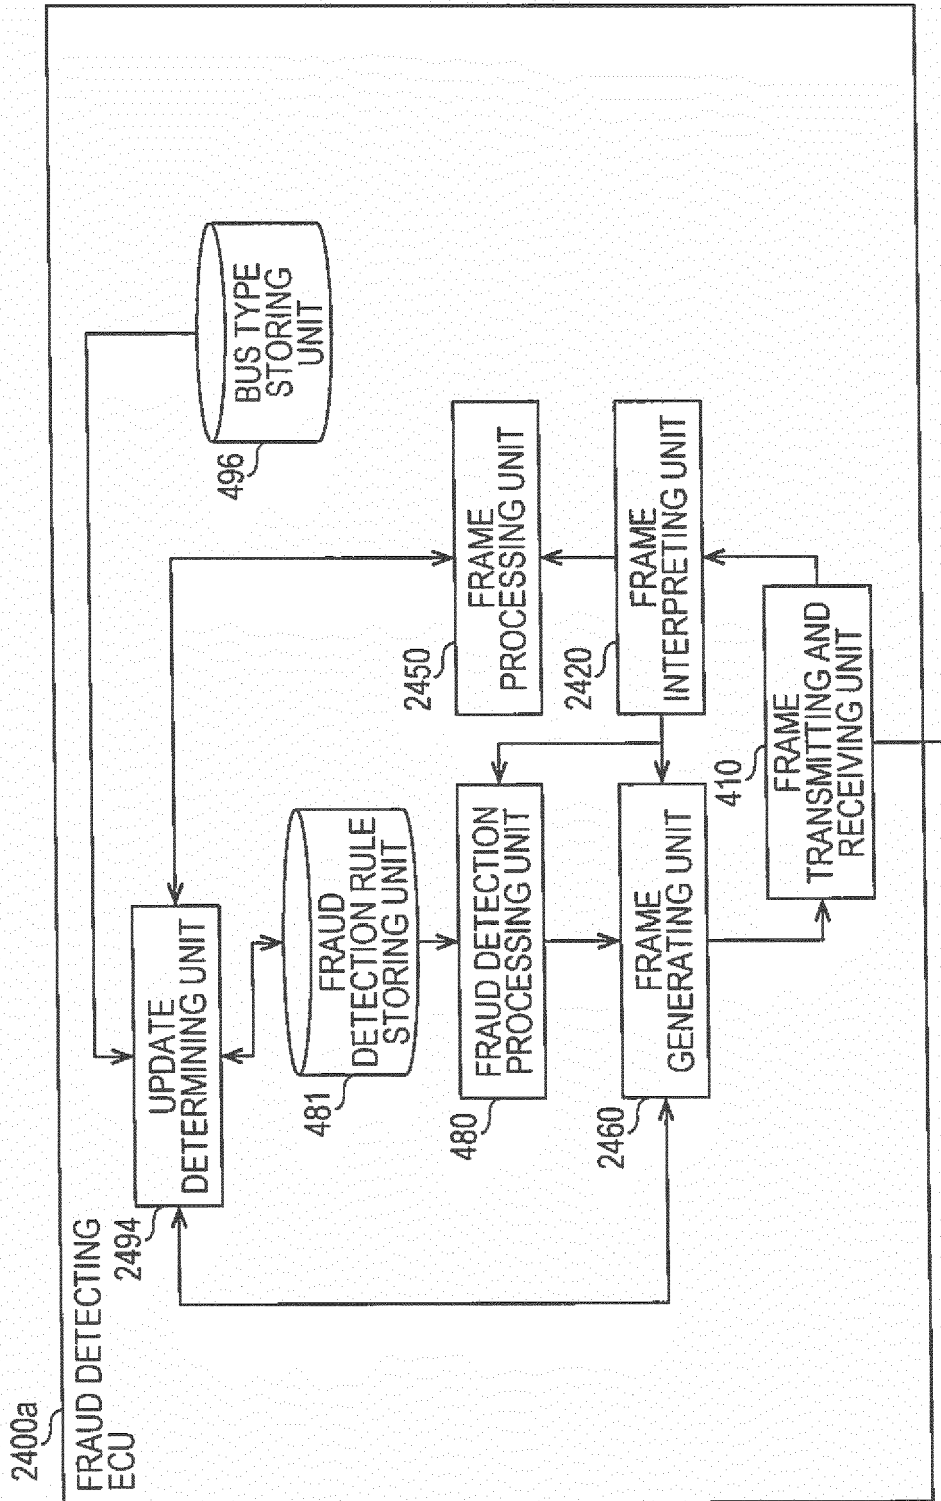 2400a
FRAUD DETECTING
ECU
2494
UPDATE
DETERMINING UNIT
496
BUS TYPE
STORING
UNIT
481
FRAUD
DETECTION RULE
STORING UNIT
2450
FRAME
PROCESSING UNIT
480
FRAUD DETECTION
PROCESSING UNIT
2420
FRAME
INTERPRETING UNIT
2460
FRAME
GENERATING UNIT
410
FRAME
TRANSMITTING AND
RECEIVING UNIT